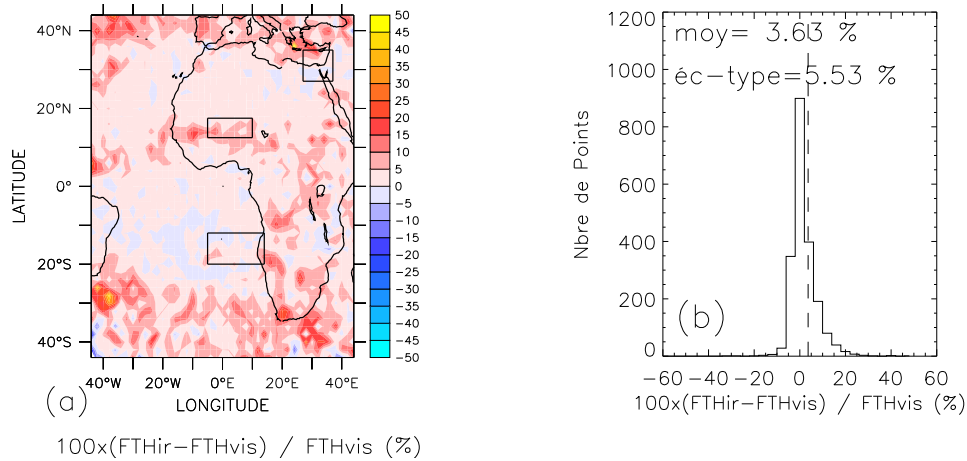 40°N
20°N
0°
20°S
40°S
LATITUDE
40°W
20°W
0°E
20°E
40°E
LONGITUDE
(a)
100x(FTHir−FTHvis) / FTHvis (%)
50
45
40
35
30
25
20
15
10
5
0
−5
−10
−15
−20
−25
−30
−35
−40
−45
−50
1200
1000
800
600
400
200
0
Nbre de Points
moy= 3.63 %
éc−type=5.53 %
(b)
−60
−40
−20
0
20
40
60
100x(FTHir−FTHvis) / FTHvis (%)